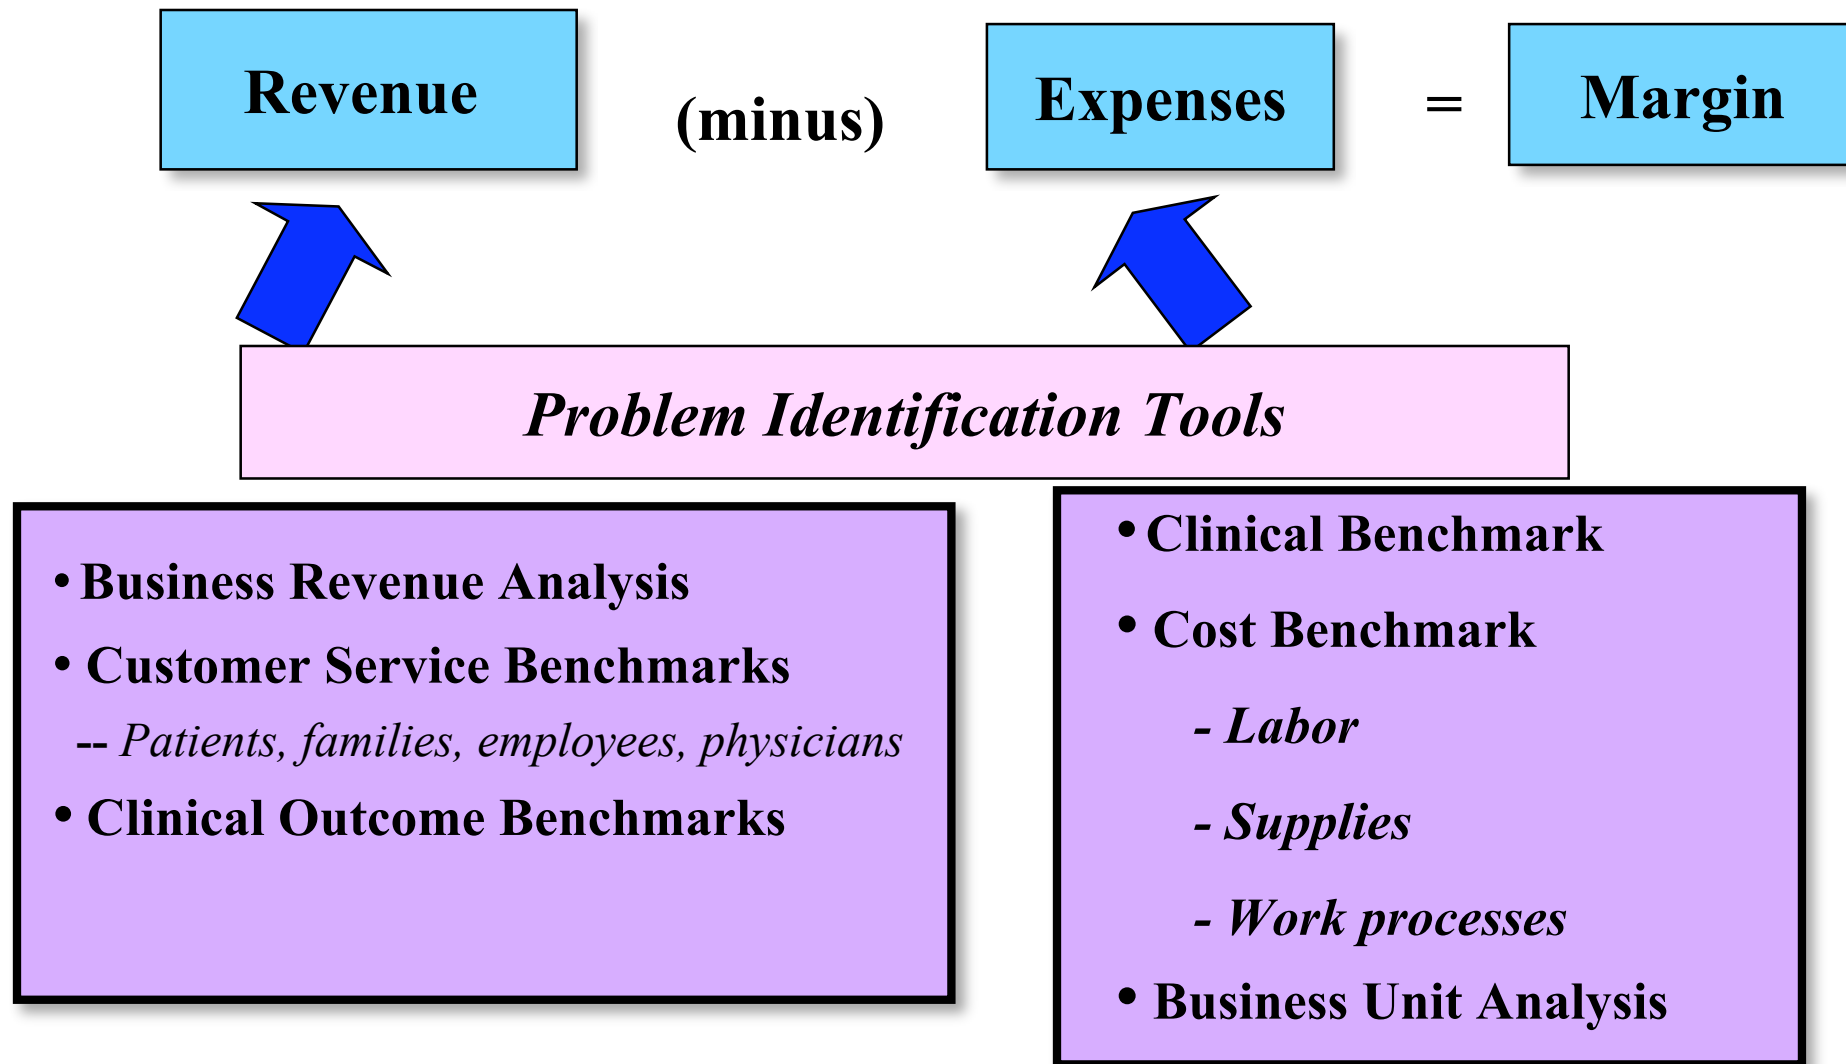 Revenue (minus) Expenses = Margin
Problem Identification Tools
• Business Revenue Analysis
• Customer Service Benchmarks
-- Patients, families, employees, physicians
• Clinical Outcome Benchmarks
• Clinical Benchmark
• Cost Benchmark
- Labor
- Supplies
- Work processes
• Business Unit Analysis